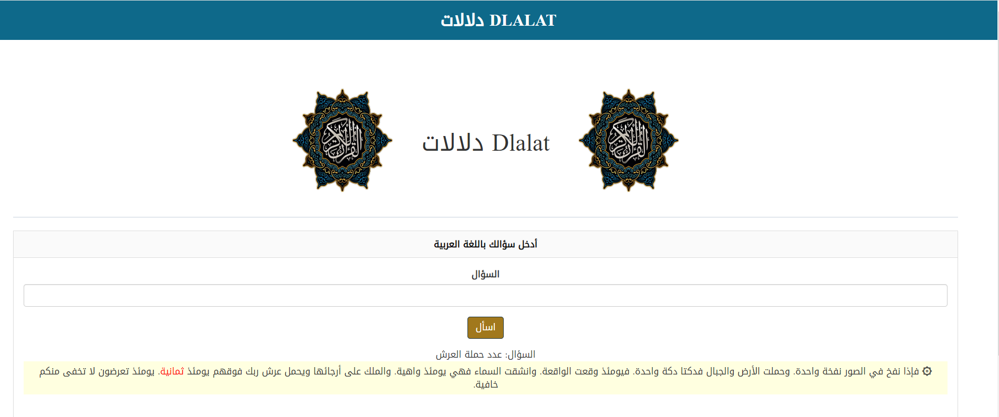 DLALAT دلالات
القرآن الكريم
Dlalat دلالات
القرآن الكريم
أدخل سؤالك باللغة العربية
السؤال
اسأل
السؤال: عدد حملة العرش
۞ فإذا نفخ في الصور نفخة واحدة. وحملت الأرض والجبال فدكتا دكة واحدة. فيومئذ وقعت الواقعة. وانشقت السماء فهي يومئذ واهية. والملك على أرجائها ويحمل عرش ربك فوقهم يومئذ ثمانية. يومئذ تعرضون لا تخفى منكم
خافية.